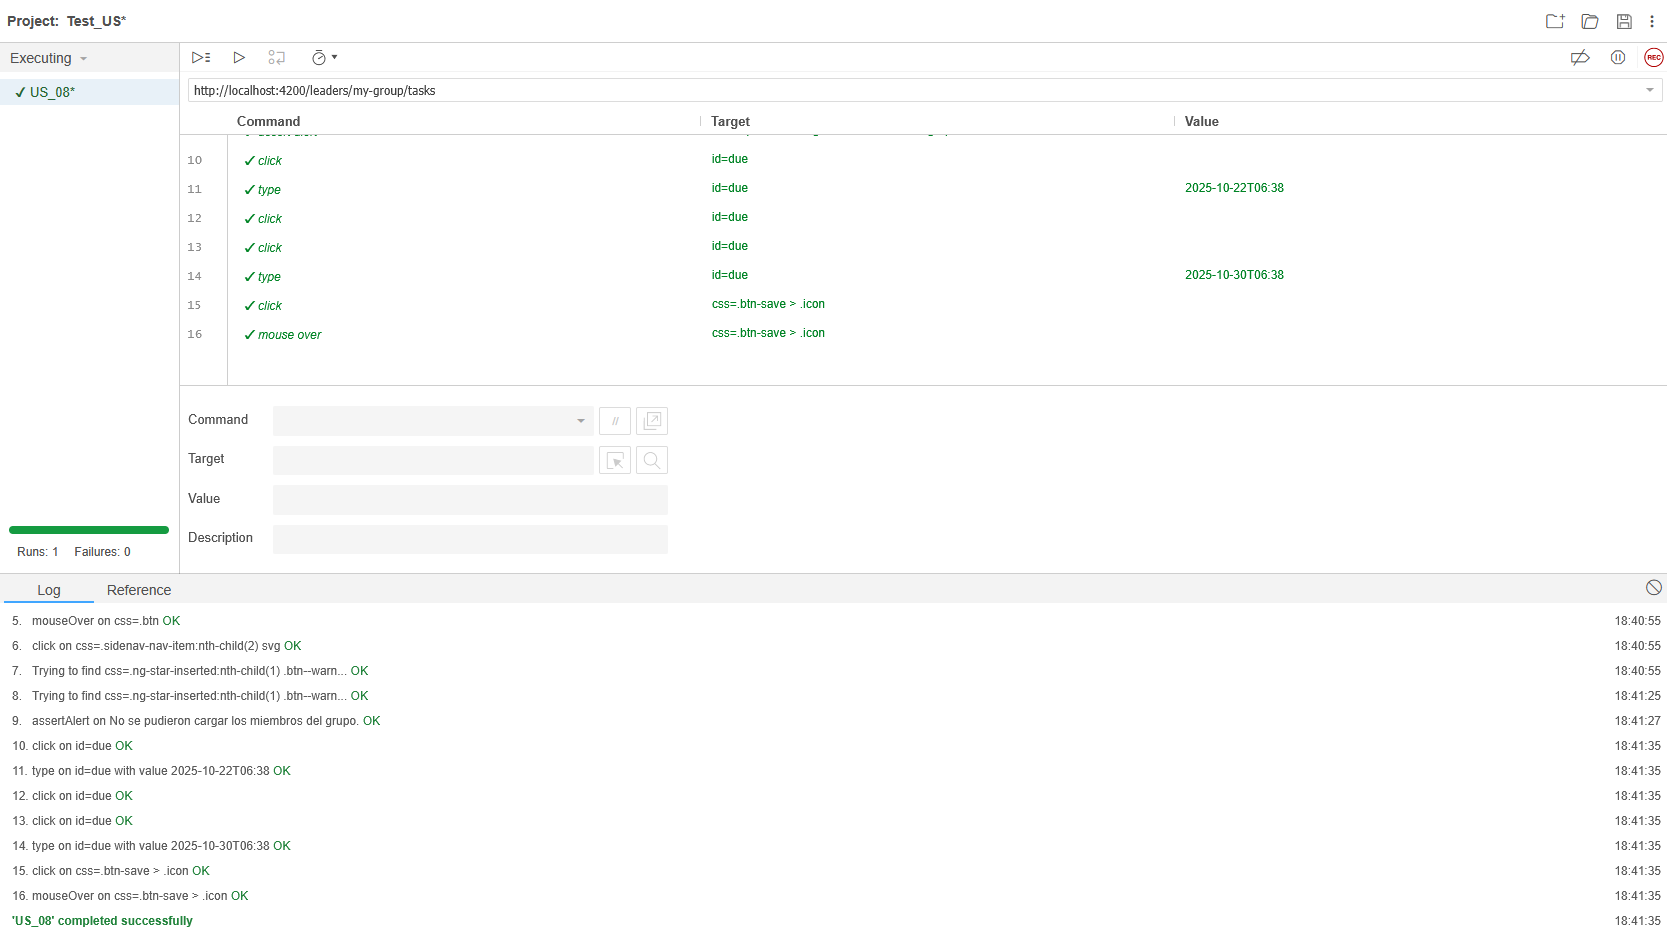 Project: Test_US*
Executing
✓ US_08*
REC
http://localhost:4200/leaders/my-group/tasks
Command Target Value
10 ✓ click id=due
11 ✓ type id=due 2025-10-22T06:38
12 ✓ click id=due
13 ✓ click id=due
14 ✓ type id=due 2025-10-30T06:38
15 ✓ click css=.btn-save > .icon
16 ✓ mouse over css=.btn-save > .icon
Command //
Target
Value
Description
Runs: 1 Failures: 0
Log Reference
5. mouseOver on css=.btn OK 18:40:55
6. click on css=.sidenav-nav-item:nth-child(2) svg OK 18:40:55
7. Trying to find css=.ng-star-inserted:nth-child(1) .btn--warn... OK 18:40:55
8. Trying to find css=.ng-star-inserted:nth-child(1) .btn--warn... OK 18:41:25
9. assertAlert on No se pudieron cargar los miembros del grupo. OK 18:41:27
10. click on id=due OK 18:41:35
11. type on id=due with value 2025-10-22T06:38 OK 18:41:35
12. click on id=due OK 18:41:35
13. click on id=due OK 18:41:35
14. type on id=due with value 2025-10-30T06:38 OK 18:41:35
15. click on css=.btn-save > .icon OK 18:41:35
16. mouseOver on css=.btn-save > .icon OK 18:41:35
'US_08' completed successfully 18:41:35